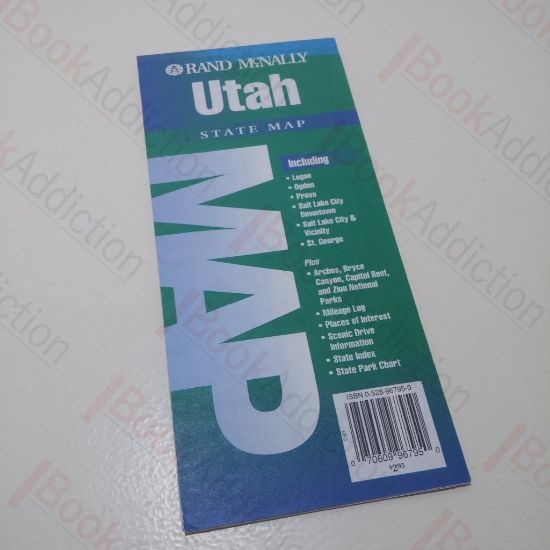 RAND McNALLY
Utah
STATE MAP
MAP
Including
• Logan
• Ogden
• Provo
• Salt Lake City
Downtown
• Salt Lake City &
Vicinity
• St. George
Plus
• Arches, Bryce
Canyon, Capitol Reef,
and Zion National
Parks
• Mileage Log
• Places of Interest
• Scenic Drive
Information
• State Index
• State Park Chart
ISBN 0-528-96795-9
0 70609 96795 0
$2.95
BookAddiction